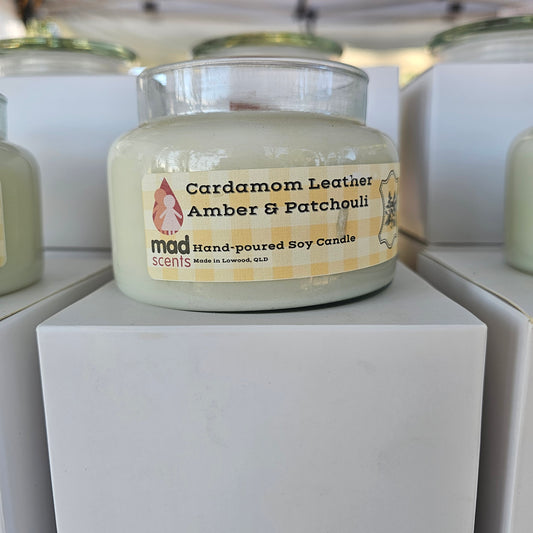 Cardamom Leather
Amber & Patchouli
mad
scents
Hand-poured Soy Candle
Made in Lowood, QLD